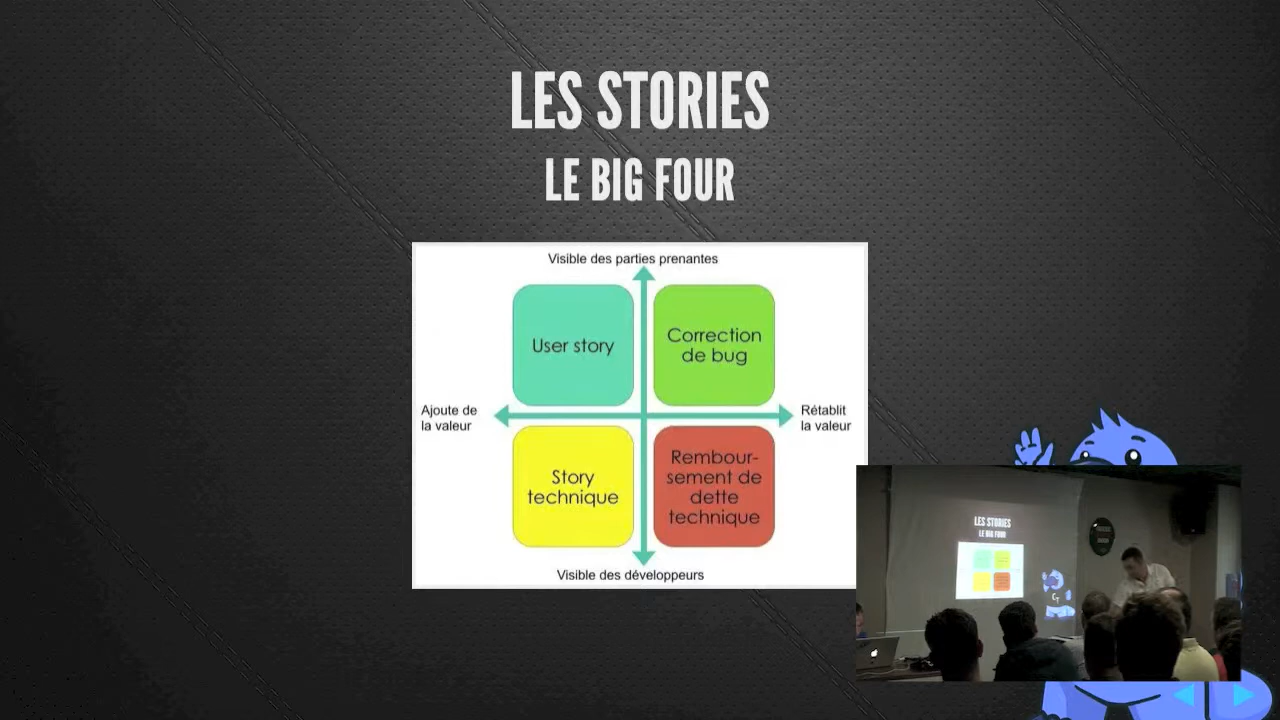 LES STORIES
LE BIG FOUR
Visible des parties prenantes
User story
Correction
de bug
Ajoute de
la valeur
Rétablit
la valeur
Story
technique
Rembour-
sement de
dette
technique
Visible des développeurs
LES STORIES
LE BIG FOUR